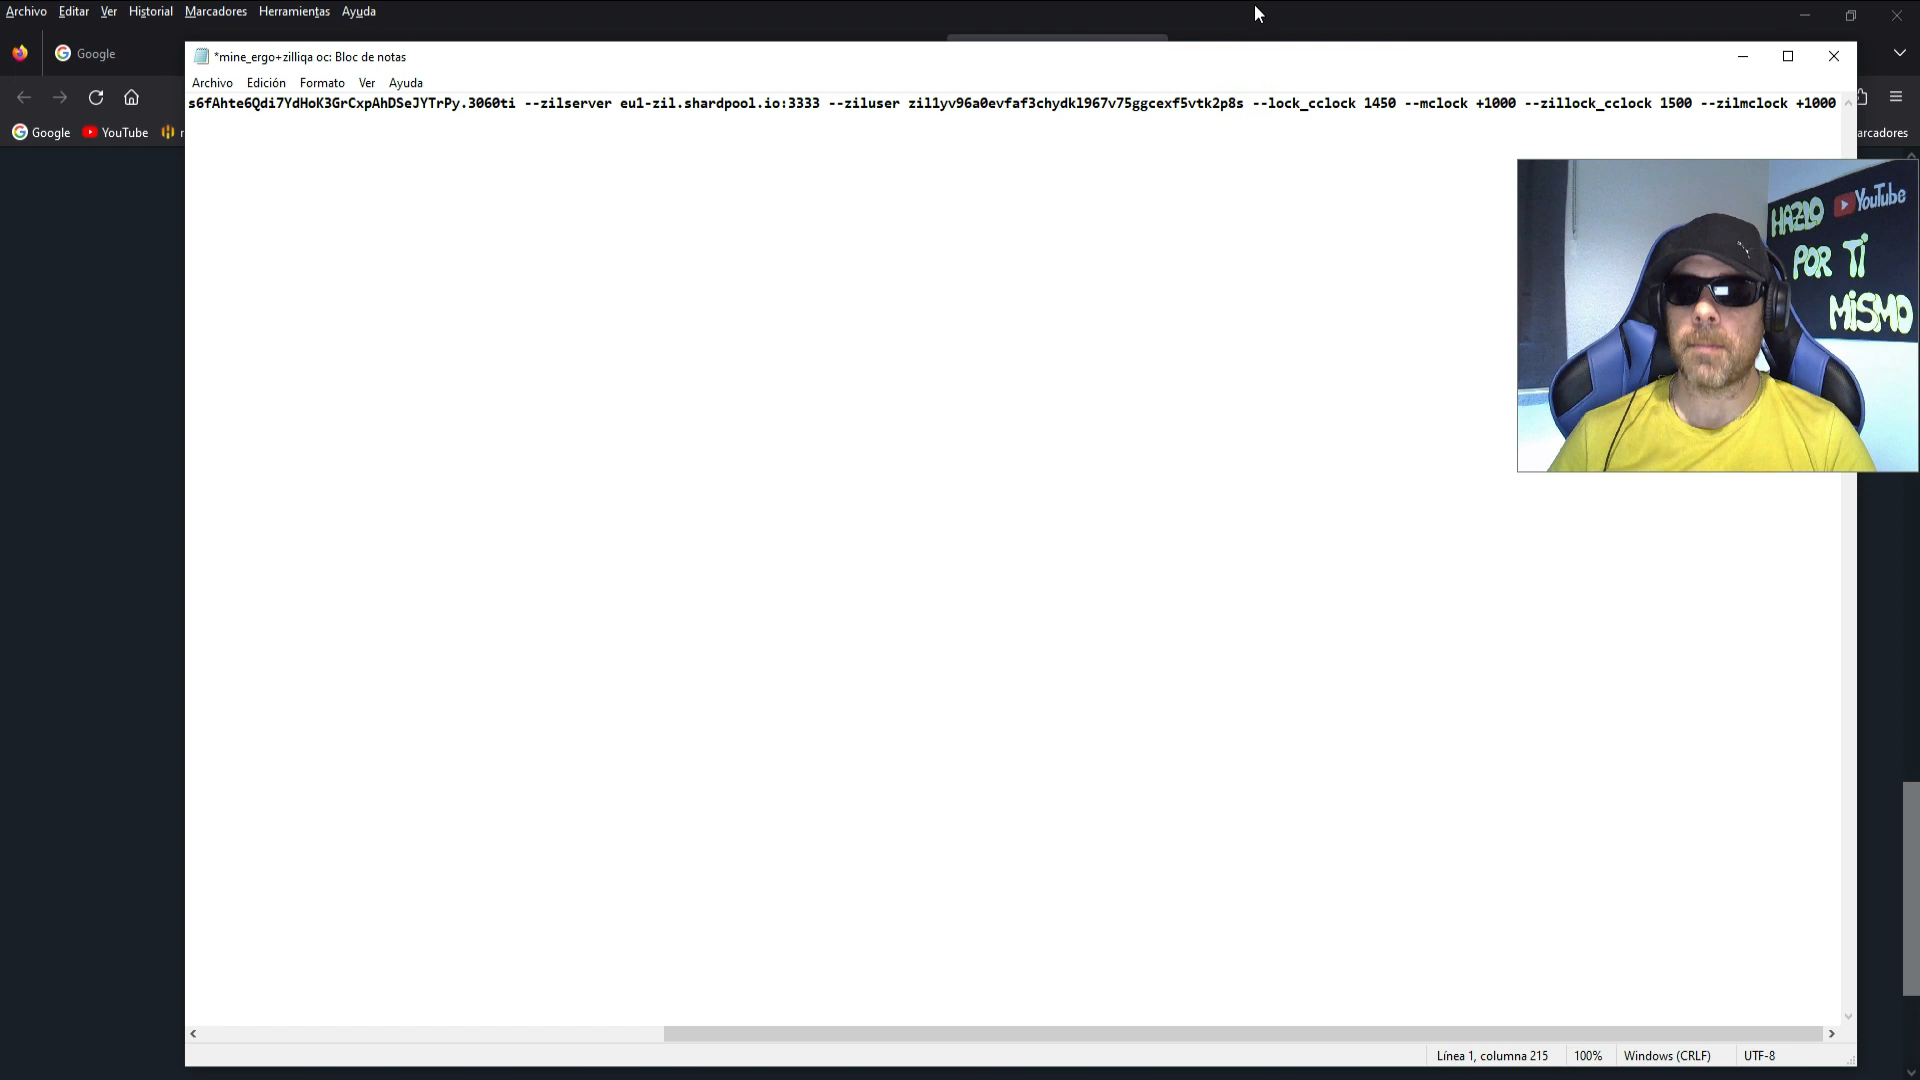 Archivo Editar Ver Historial Marcadores Herramientas Ayuda
Google
*mine_ergo+zilliqa oc: Bloc de notas
Archivo Edición Formato Ver Ayuda
s6fAhte6Qdi7YdHoK3GrCxpAhDSeJYTrPy.3060ti --zilserver eu1-zil.shardpool.io:3333 --ziluser zil1yv96a0evfaf3chydkl967v75ggcexf5vtk2p8s --lock_cclock 1450 --mclock +1000 --zillock_cclock 1500 --zilmclock +1000
Google YouTube
arcadores
YouTube
HAZLO
POR TI
MiSMO
Línea 1, columna 215 100% Windows (CRLF) UTF-8